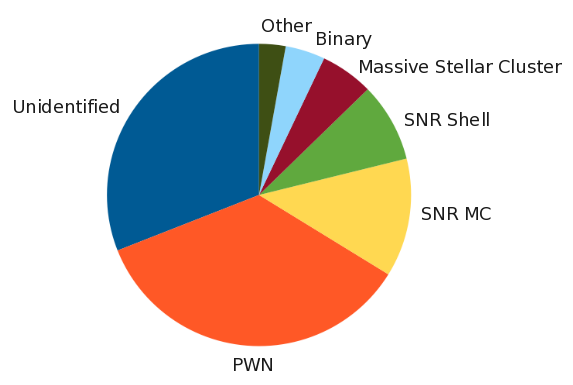 Other
Binary
Massive Stellar Cluster
Unidentified
SNR Shell
SNR MC
PWN